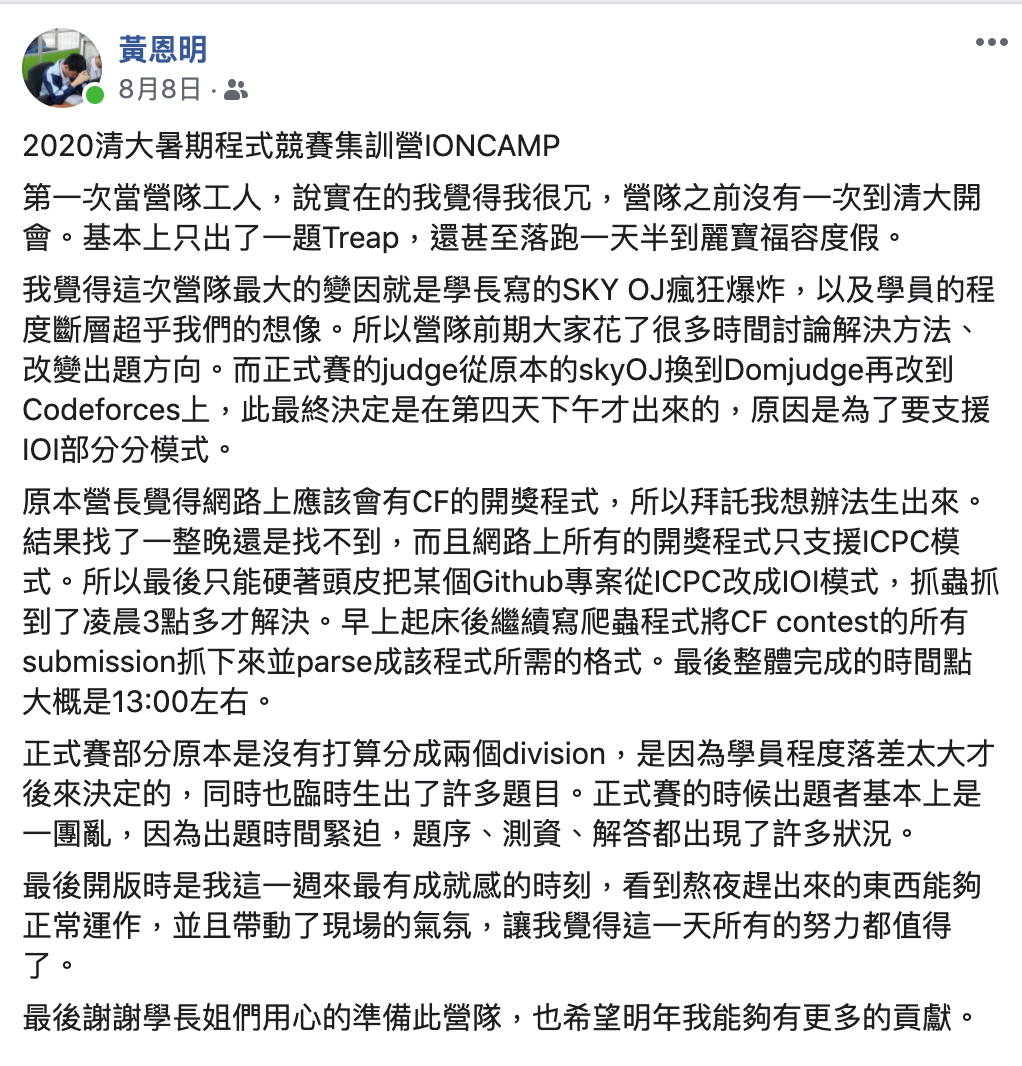 黃恩明
8月8日 ·
2020清大暑期程式競賽集訓營IONCAMP
第一次當營隊工人，說實在的我覺得我很冗，營隊之前沒有一次到清大開
會。基本上只出了一題Treap，還甚至落跑一天半到麗寶福容度假。
我覺得這次營隊最大的變因就是學長寫的SKY OJ瘋狂爆炸，以及學員的程
度斷層超乎我們的想像。所以營隊前期大家花了很多時間討論解決方法、
改變出題方向。而正式賽的judge從原本的skyOJ換到Domjudge再改到
Codeforces上，此最終決定是在第四天下午才出來的，原因是為了要支援
IOI部分分模式。
原本營長覺得網路上應該會有CF的開獎程式，所以拜託我想辦法生出來。
結果找了一整晚還是找不到，而且網路上所有的開獎程式只支援ICPC模
式。所以最後只能硬著頭皮把某個Github專案從ICPC改成IOI模式，抓蟲抓
到了凌晨3點多才解決。早上起床後繼續寫爬蟲程式將CF contest的所有
submission抓下來並parse成該程式所需的格式。最後整體完成的時間點
大概是13:00左右。
正式賽部分原本是沒有打算分成兩個division，是因為學員程度落差太大才
後來決定的，同時也臨時生出了許多題目。正式賽的時候出題者基本上是
一團亂，因為出題時間緊迫，題序、測資、解答都出現了許多狀況。
最後開版時是我這一週來最有成就感的時刻，看到熬夜趕出來的東西能夠
正常運作，並且帶動了現場的氣氛，讓我覺得這一天所有的努力都值得
了。
最後謝謝學長姐們用心的準備此營隊，也希望明年我能夠有更多的貢獻。